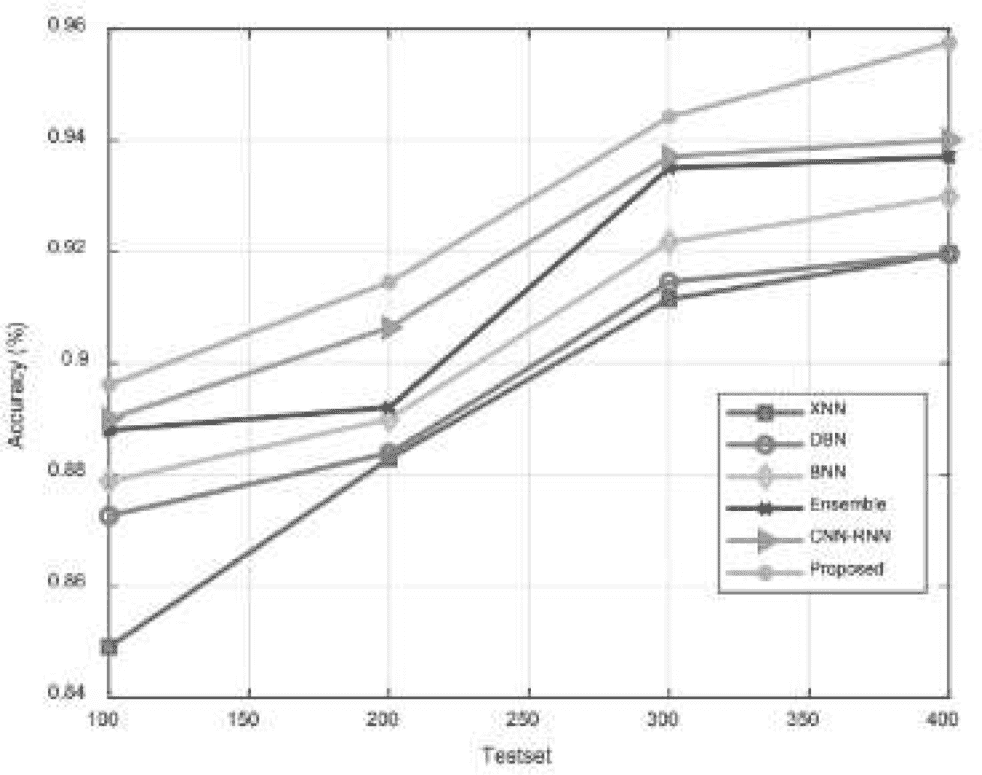 0.96
0.94
0.92
0.9
0.88
0.86
0.84
Accuracy (%)
100 150 200 250 300 350 400
Testset
XNN
DBN
BNN
Ensemble
CNN-RNN
Proposed